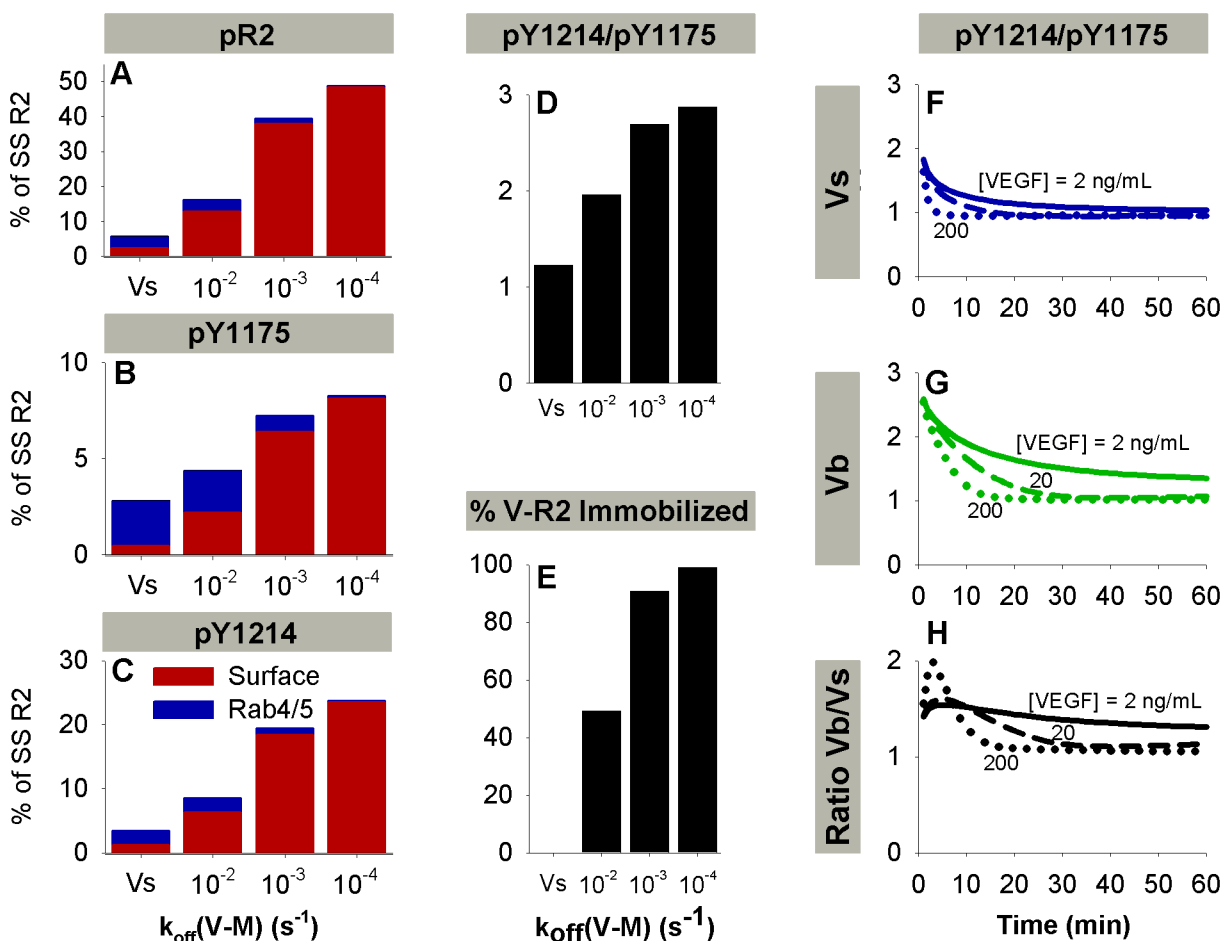 pR2
A
% of SS R2
50
40
30
20
10
0
Vs
10⁻²
10⁻³
10⁻⁴
pY1175
B
% of SS R2
10
5
0
Vs
10⁻²
10⁻³
10⁻⁴
pY1214
C
Surface
Rab4/5
% of SS R2
30
20
10
0
Vs
10⁻²
10⁻³
10⁻⁴
k_off(V-M) (s⁻¹)
pY1214/pY1175
D
3
2
1
0
Vs
10⁻²
10⁻³
10⁻⁴
% V-R2 Immobilized
E
100
80
60
40
20
0
Vs
10⁻²
10⁻³
10⁻⁴
k_off(V-M) (s⁻¹)
pY1214/pY1175
Vs
F
3
2
1
0
[VEGF] = 2 ng/mL
200
0 10 20 30 40 50 60
Vb
G
3
2
1
0
[VEGF] = 2 ng/mL
20
200
0 10 20 30 40 50 60
Ratio Vb/Vs
H
2
1
0
[VEGF] = 2 ng/mL
20
200
0 10 20 30 40 50 60
Time (min)